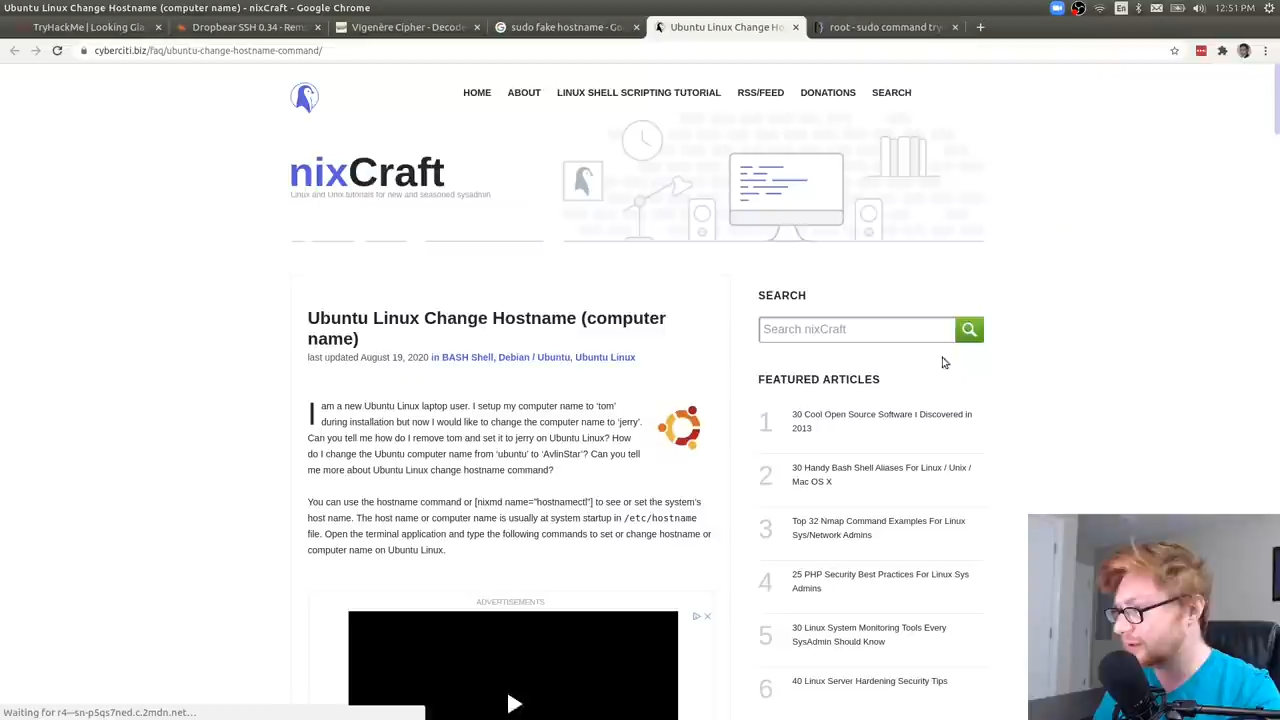 Ubuntu Linux Change Hostname (computer name) - nixCraft - Google Chrome
En
12:51 PM
TryHackMe | Looking Gla
Dropbear SSH 0.34 - Rem
Vigenère Cipher - Decode
sudo fake hostname - Go
Ubuntu Linux Change Ho
root - sudo command try
cyberciti.biz/faq/ubuntu-change-hostname-command/
HOME
ABOUT
LINUX SHELL SCRIPTING TUTORIAL
RSS/FEED
DONATIONS
SEARCH
nixCraft
Linux and Unix tutorials for new and seasoned sysadmin
Ubuntu Linux Change Hostname (computer
name)
last updated August 19, 2020 in BASH Shell, Debian / Ubuntu, Ubuntu Linux
I am a new Ubuntu Linux laptop user. I setup my computer name to ‘tom’
during installation but now I would like to change the computer name to ‘jerry’.
Can you tell me how do I remove tom and set it to jerry on Ubuntu Linux? How
do I change the Ubuntu computer name from ‘ubuntu’ to ‘AvlinStar’? Can you tell
me more about Ubuntu Linux change hostname command?
You can use the hostname command or [nixmd name="hostnamectl"] to see or set the system’s
host name. The host name or computer name is usually at system startup in /etc/hostname
file. Open the terminal application and type the following commands to set or change hostname or
computer name on Ubuntu Linux.
ADVERTISEMENTS
SEARCH
Search nixCraft
FEATURED ARTICLES
1
30 Cool Open Source Software I Discovered in
2013
2
30 Handy Bash Shell Aliases For Linux / Unix /
Mac OS X
3
Top 32 Nmap Command Examples For Linux
Sys/Network Admins
4
25 PHP Security Best Practices For Linux Sys
Admins
5
30 Linux System Monitoring Tools Every
SysAdmin Should Know
6
40 Linux Server Hardening Security Tips
Waiting for r4---sn-p5qs7ned.c.2mdn.net…